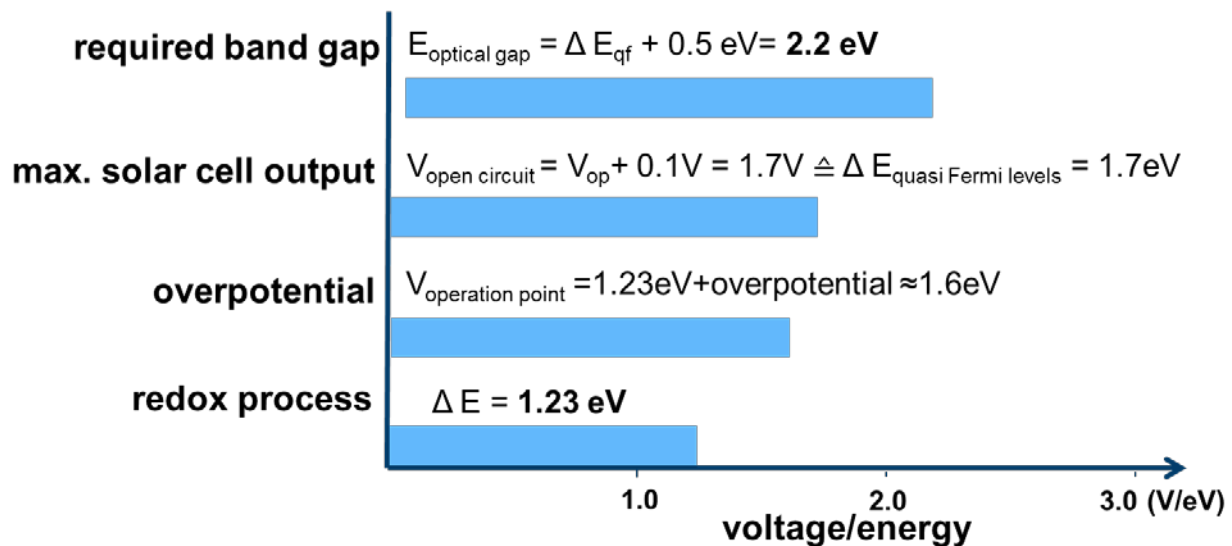 required band gap
E optical gap = Δ E qf + 0.5 eV= 2.2 eV
max. solar cell output
V open circuit = V op + 0.1V = 1.7V ≙ Δ E quasi Fermi levels = 1.7eV
overpotential
V operation point =1.23eV+overpotential ≈1.6eV
redox process
Δ E = 1.23 eV
1.0 2.0 3.0 (V/eV)
voltage/energy